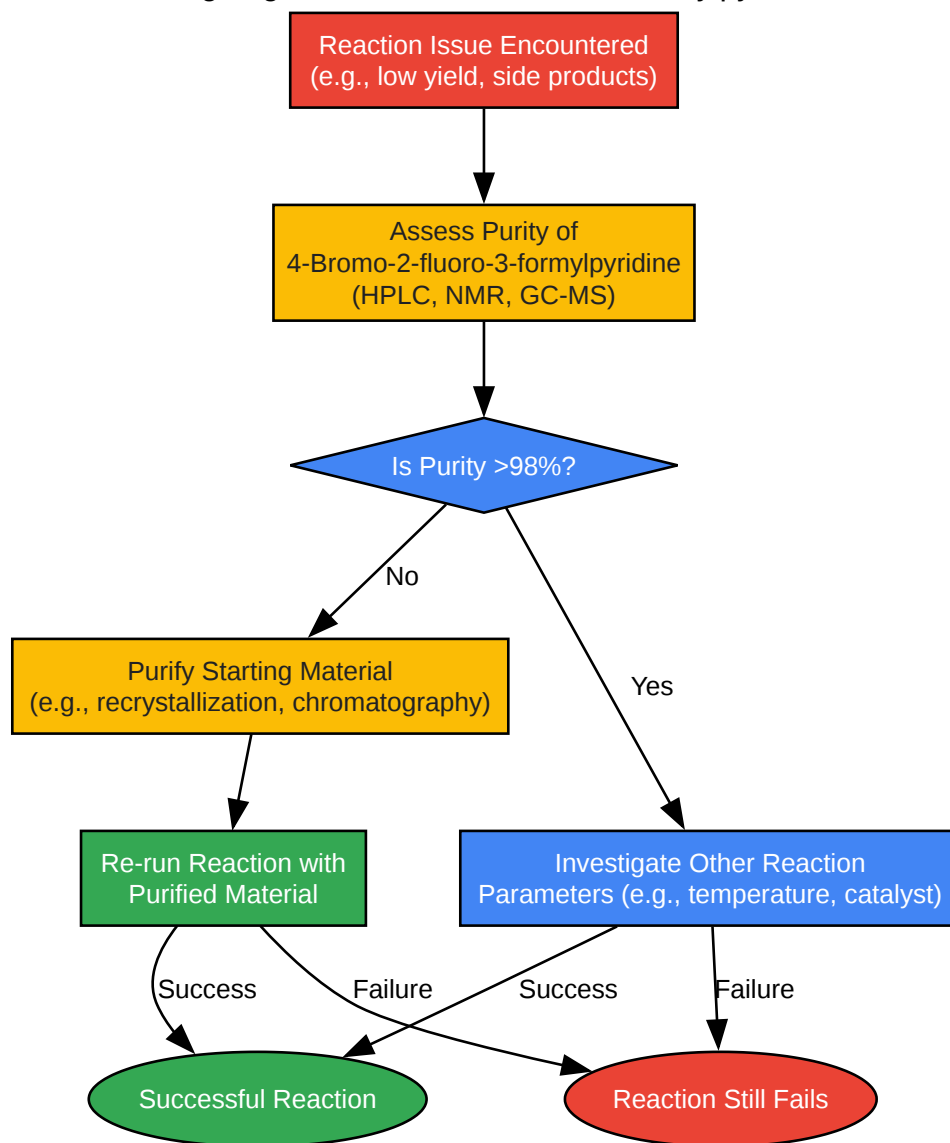 Reaction Issue Encountered
(e.g., low yield, side products)
Assess Purity of
4-Bromo-2-fluoro-3-formylpyridine
(HPLC, NMR, GC-MS)
Is Purity >98%?
No
Yes
Purify Starting Material
(e.g., recrystallization, chromatography)
Re-run Reaction with
Purified Material
Investigate Other Reaction
Parameters (e.g., temperature, catalyst)
Success
Failure
Success
Failure
Successful Reaction
Reaction Still Fails